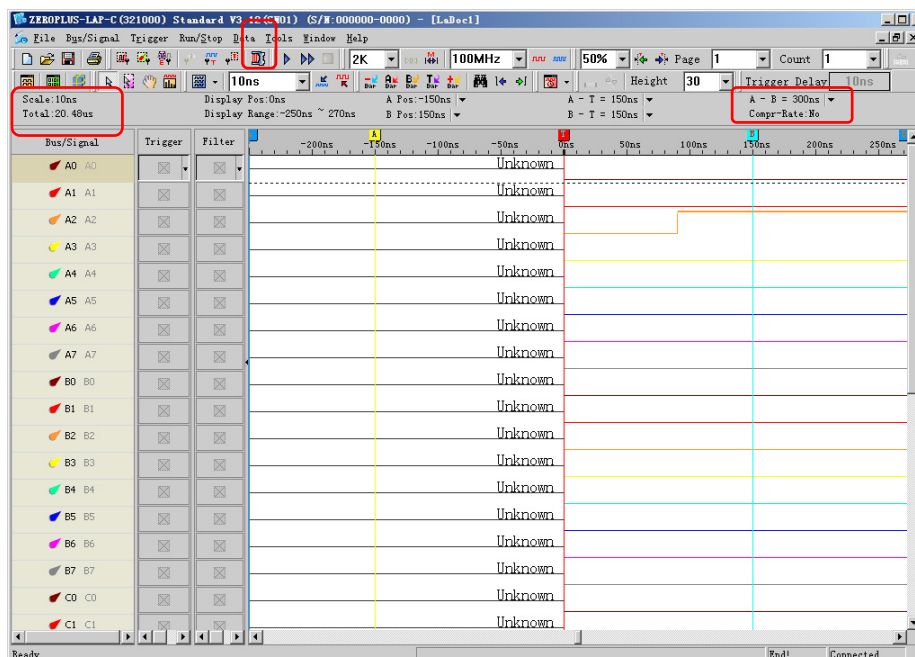 ZEROPLUS-LAP-C(321000) Standard V3.12(CN01) (S/N:000000-0000) - [LaDoc1]
File Bus/Signal Trigger Run/Stop Data Tools Window Help
2K 100MHz 50% Page 1 Count 1
10ns Height 30 Trigger Delay 10ns
Scale:10ns Display Pos:0ns A Pos:-150ns A - T = 150ns A - B = 300ns
Total:20.48us Display Range:-250ns ~ 270ns B Pos:150ns B - T = 150ns Compr-Rate:No
Bus/Signal Trigger Filter
A T B
-200ns -150ns -100ns -50ns 0ns 50ns 100ns 150ns 200ns 250ns
A0 A0 Unknown
A1 A1 Unknown
A2 A2 Unknown
A3 A3 Unknown
A4 A4 Unknown
A5 A5 Unknown
A6 A6 Unknown
A7 A7 Unknown
B0 B0 Unknown
B1 B1 Unknown
B2 B2 Unknown
B3 B3 Unknown
B4 B4 Unknown
B5 B5 Unknown
B6 B6 Unknown
B7 B7 Unknown
C0 C0 Unknown
C1 C1 Unknown
Ready End! Connected